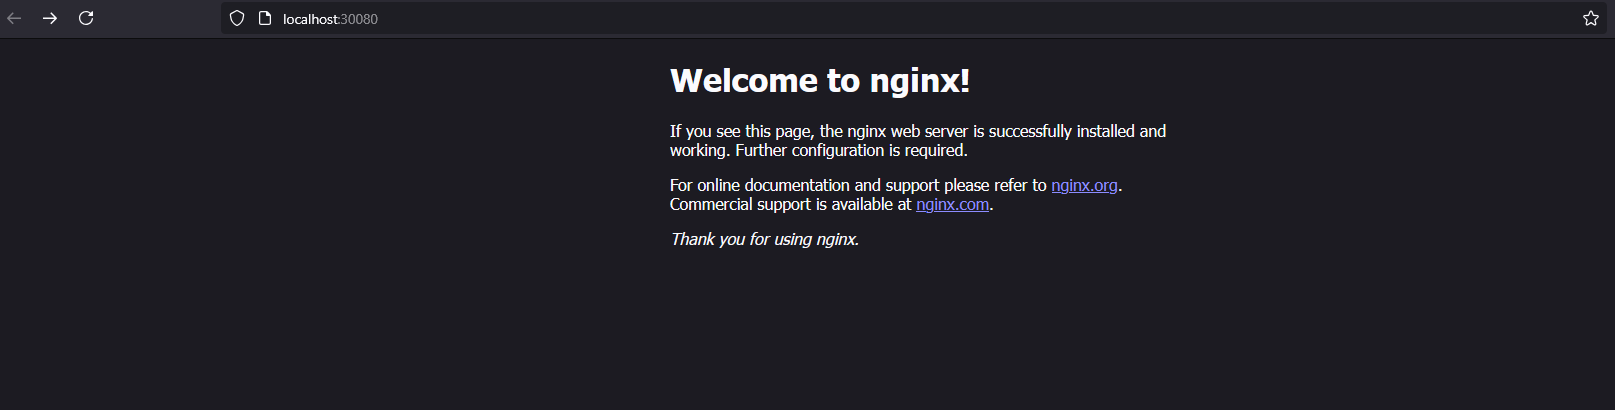 localhost:30080
Welcome to nginx!
If you see this page, the nginx web server is successfully installed and
working. Further configuration is required.
For online documentation and support please refer to nginx.org.
Commercial support is available at nginx.com.
Thank you for using nginx.